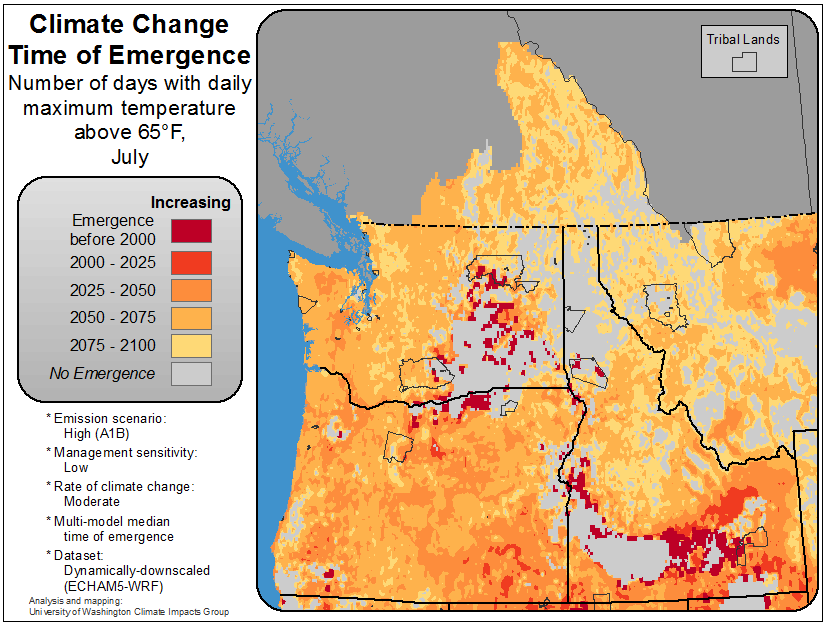 Climate Change
Time of Emergence
Number of days with daily
maximum temperature
above 65°F,
July
Tribal Lands
Increasing
Emergence
before 2000
2000 - 2025
2025 - 2050
2050 - 2075
2075 - 2100
No Emergence
* Emission scenario:
High (A1B)
* Management sensitivity:
Low
* Rate of climate change:
Moderate
* Multi-model median
time of emergence
* Dataset:
Dynamically-downscaled
(ECHAM5-WRF)
Analysis and mapping:
University of Washington Climate Impacts Group